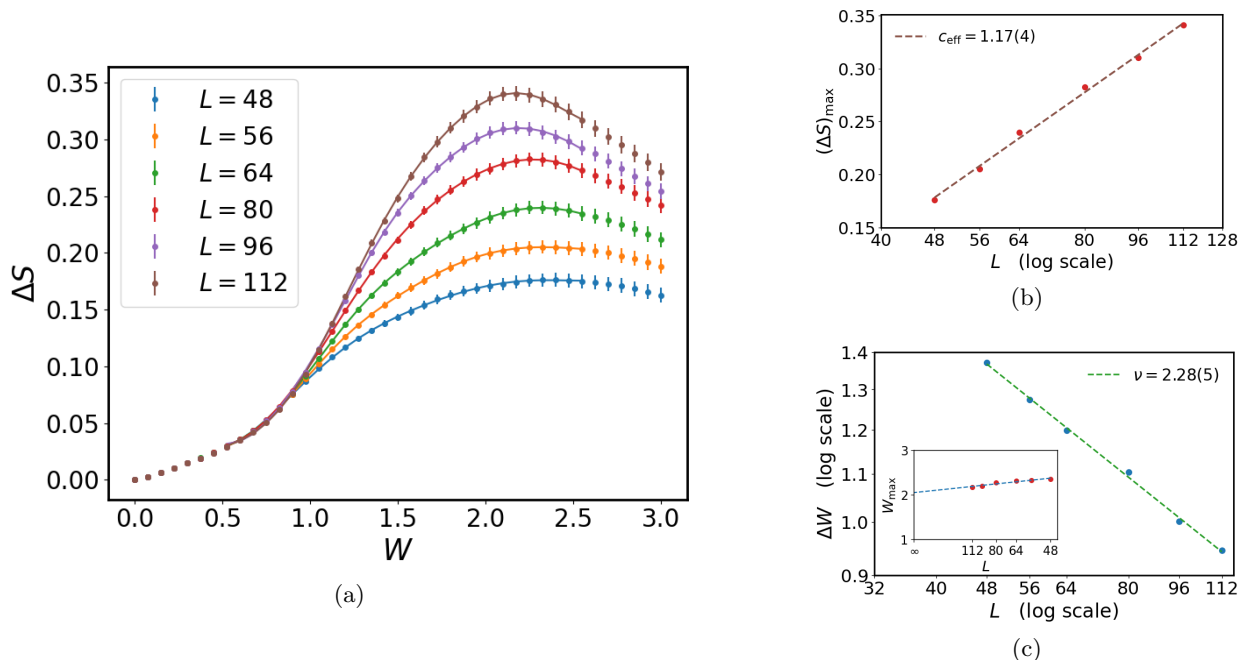 0.35
0.30
0.25
0.20
0.15
0.10
0.05
0.00
ΔS
L = 48
L = 56
L = 64
L = 80
L = 96
L = 112
0.0 0.5 1.0 1.5 2.0 2.5 3.0
W
(a)
0.35
0.30
0.25
0.20
0.15
(ΔS)max
c_eff = 1.17(4)
40 48 56 64 80 96 112 128
L (log scale)
(b)
1.4
1.3
1.2
1.1
1.0
0.9
ΔW (log scale)
ν = 2.28(5)
3
2
1
W_max
∞ 112 80 64 48
L
32 40 48 56 64 80 96 112
L (log scale)
(c)